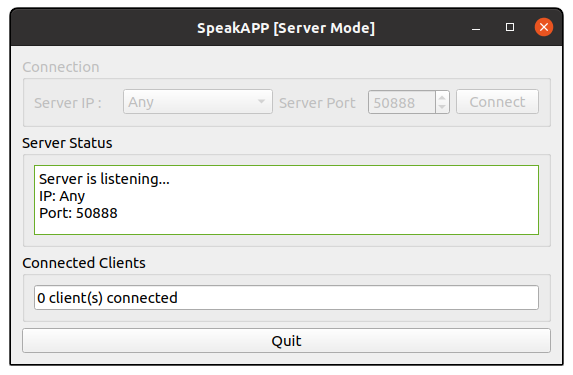 SpeakAPP [Server Mode]
Connection
Server IP : Any Server Port 50888 Connect
Server Status
Server is listening...
IP: Any
Port: 50888
Connected Clients
0 client(s) connected
Quit